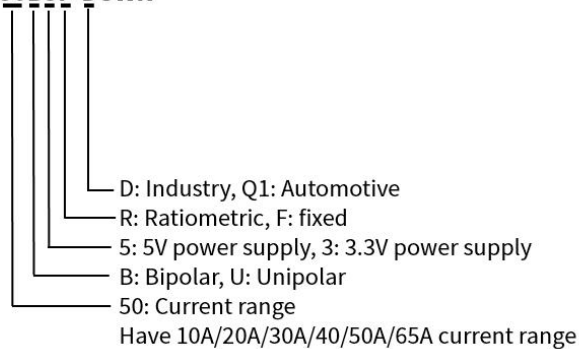 D: Industry, Q1: Automotive
R: Ratiometric, F: fixed
5: 5V power supply, 3: 3.3V power supply
B: Bipolar, U: Unipolar
50: Current range
Have 10A/20A/30A/40/50A/65A current range